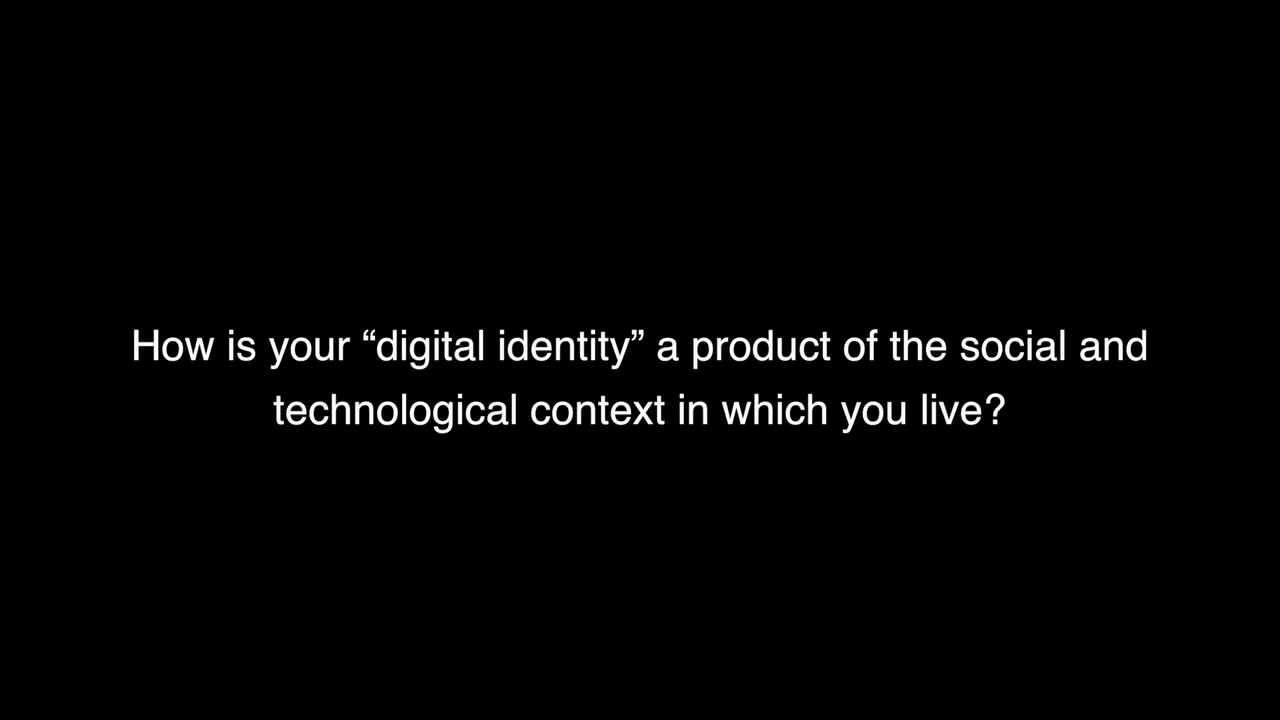 How is your “digital identity” a product of the social and
technological context in which you live?